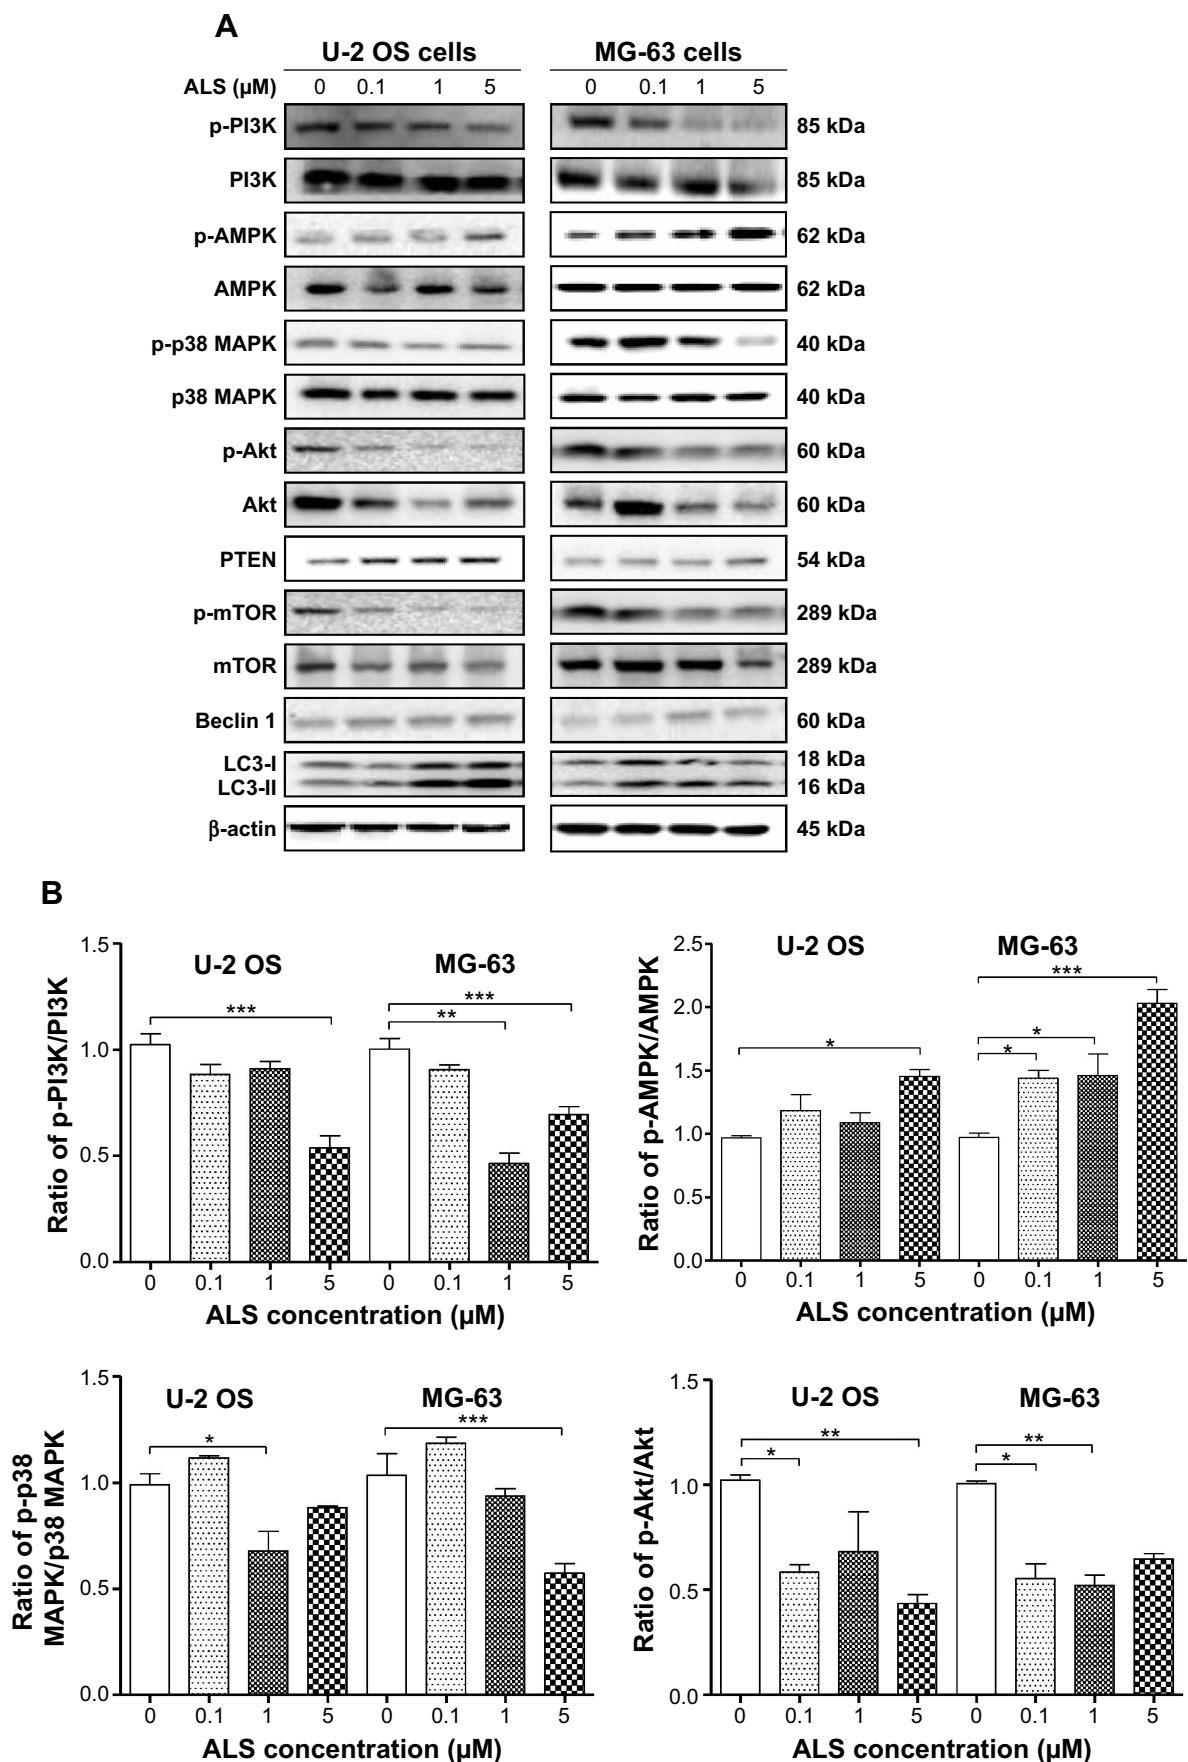 A
U-2 OS cells MG-63 cells
ALS (µM) 0 0.1 1 5 0 0.1 1 5
p-PI3K 85 kDa
PI3K 85 kDa
p-AMPK 62 kDa
AMPK 62 kDa
p-p38 MAPK 40 kDa
p38 MAPK 40 kDa
p-Akt 60 kDa
Akt 60 kDa
PTEN 54 kDa
p-mTOR 289 kDa
mTOR 289 kDa
Beclin 1 60 kDa
LC3-I 18 kDa
LC3-II 16 kDa
β-actin 45 kDa
B
Ratio of p-PI3K/PI3K
1.5
1.0
0.5
0.0
U-2 OS MG-63
***
***
**
0 0.1 1 5 0 0.1 1 5
ALS concentration (µM)
Ratio of p-AMPK/AMPK
2.5
2.0
1.5
1.0
0.5
0.0
U-2 OS MG-63
***
*
*
*
0 0.1 1 5 0 0.1 1 5
ALS concentration (µM)
Ratio of p-p38
MAPK/p38 MAPK
1.5
1.0
0.5
0.0
U-2 OS MG-63
***
*
0 0.1 1 5 0 0.1 1 5
ALS concentration (µM)
Ratio of p-Akt/Akt
1.5
1.0
0.5
0.0
U-2 OS MG-63
** **
* *
0 0.1 1 5 0 0.1 1 5
ALS concentration (µM)